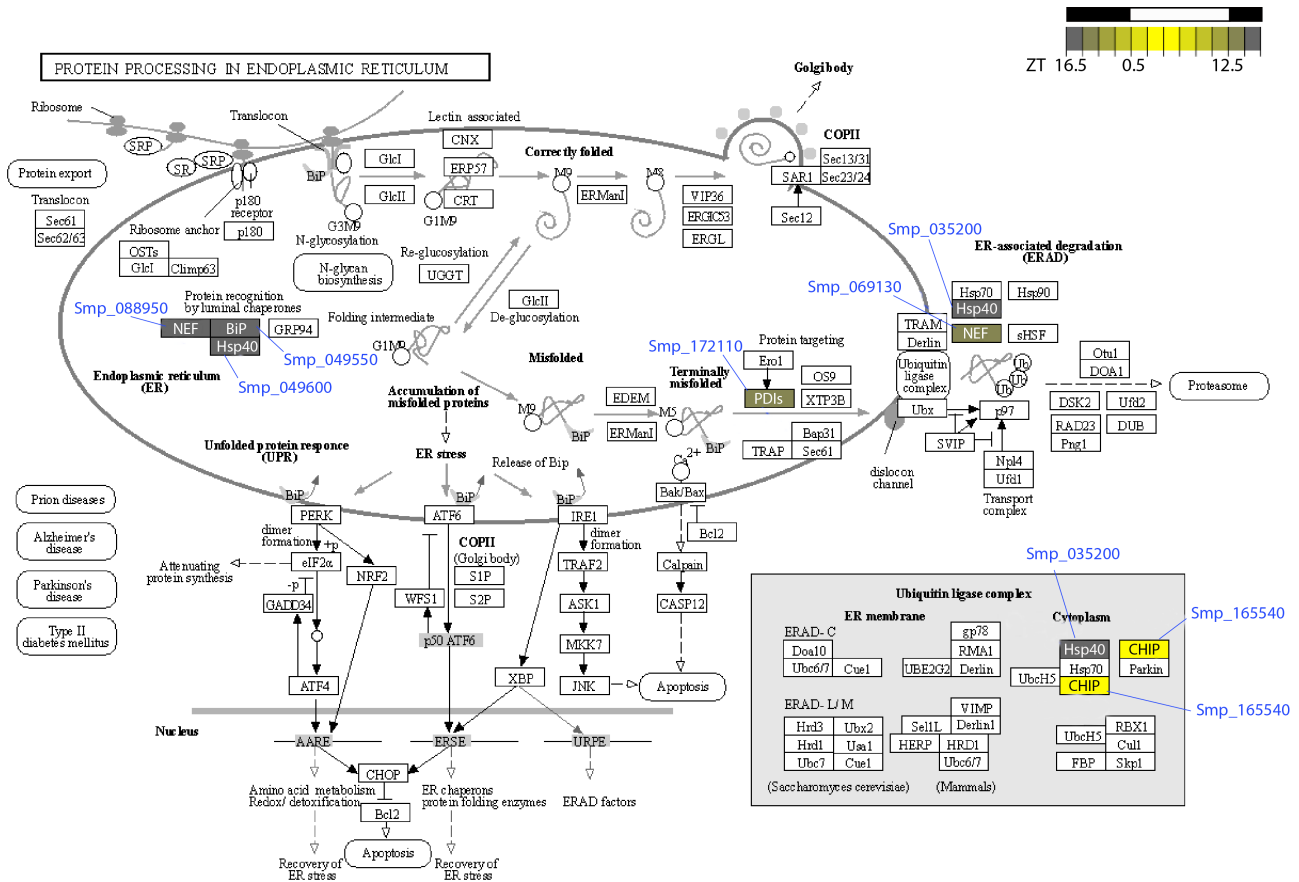 ZT 16.5 0.5 12.5
PROTEIN PROCESSING IN ENDOPLASMIC RETICULUM
Golgi body
Ribosome
Translocon
Lectin associated
CNX
COPII
SRP
SR
SRP
BiP
GlcI
ERP57
Correctly folded
M9
M8
Sec13/31
SAR1
Sec23/24
Protein export
GlcII
CRT
ERManI
VIP36
Translocon
p180
receptor
G3M9
G1M9
ERGIC53
Sec12
Sec61
Sec62/63
Ribosome anchor
p180
N-glycosylation
ERGL
Smp_035200
OSTs
GlcI
Climp63
N-glycan
biosynthesis
Re-glucosylation
UGGT
ER-associated degradation
(ERAD)
Smp_069130
Hsp70
Hsp90
Hsp40
Smp_088950
Protein recognition
by luminal chaperones
GlcII
De-glucosylation
NEF
BiP
GRP94
Hsp40
Folding intermediate
TRAM
Derlin
NEF
sHSF
Smp_049550
G1M9
Smp_172110
Protein targeting
Misfolded
Ero1
OS9
Ubiquitin
ligase
complex
Ub
Ub
Ub
Otu1
DOA1
Proteasome
Endoplasmic reticulum
(ER)
Smp_049600
Terminally
misfolded
PDIs
XTP3B
Accumulation of
misfolded proteins
EDEM
M9
M5
Ubx
p97
DSK2
Ufd2
BiP
ERManI
BiP
Bap31
TRAP
Sec61
SVIP
RAD23
DUB
Png1
Unfolded protein responce
(UPR)
ER stress
Release of Bip
Ca2+
dislocon
channel
Npl4
Ufd1
Transport
complex
Prion diseases
BiP
BiP
BiP
Bak/Bax
PERK
ATF6
IRE1
Bcl2
Alzheimer's
disease
dimer
formation
+p
COPII
(Golgi body)
dimer
formation
Smp_035200
Attenuating
protein synthesis
eIF2α
NRF2
TRAF2
Calpain
Parkinson's
disease
-p
GADD34
WFS1
S1P
S2P
ASK1
CASP12
Ubiquitin ligase complex
ER membrane
Cytoplasm
Smp_165540
Type II
diabetes mellitus
p50 ATF6
MKK7
ERAD-C
Doa10
Ubc6/7
Cue1
gp78
RMA1
UBE2G2
Derlin
Hsp40
Hsp70
UbcH5
CHIP
CHIP
Parkin
ATF4
XBP
JNK
Apoptosis
Smp_165540
ERAD-L/M
VIMP
Nucleus
Hrd3
Ubx2
Sel1L
Derlin1
RBX1
AARE
ERSE
URPE
Hrd1
Usa1
HERP
HRD1
UbcH5
Cul1
Ubc7
Cue1
Ubc6/7
FBP
Skp1
CHOP
(Saccharomyces cerevisiae)
(Mammals)
Amino acid metabolism
Redox/detoxification
ER chaperons
protein folding enzymes
ERAD factors
Bcl2
Apoptosis
Recovery of
ER stress
Recovery of
ER stress